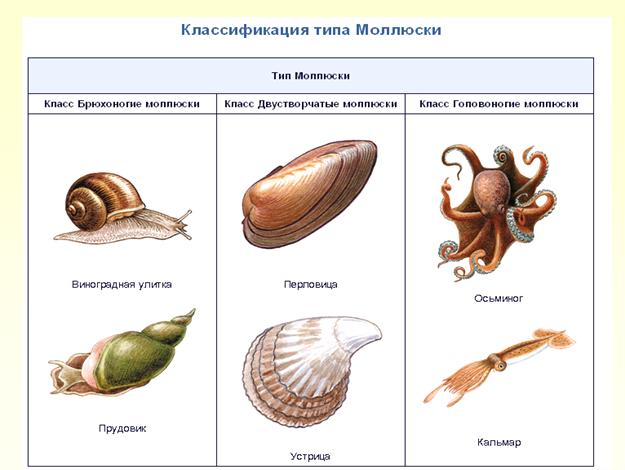 Классификация типа Моллюски
Тип Моллюски
Класс Брюхоногие моллюски
Класс Двустворчатые моллюски
Класс Головоногие моллюски
Виноградная улитка
Перловица
Осьминог
Прудовик
Устрица
Кальмар